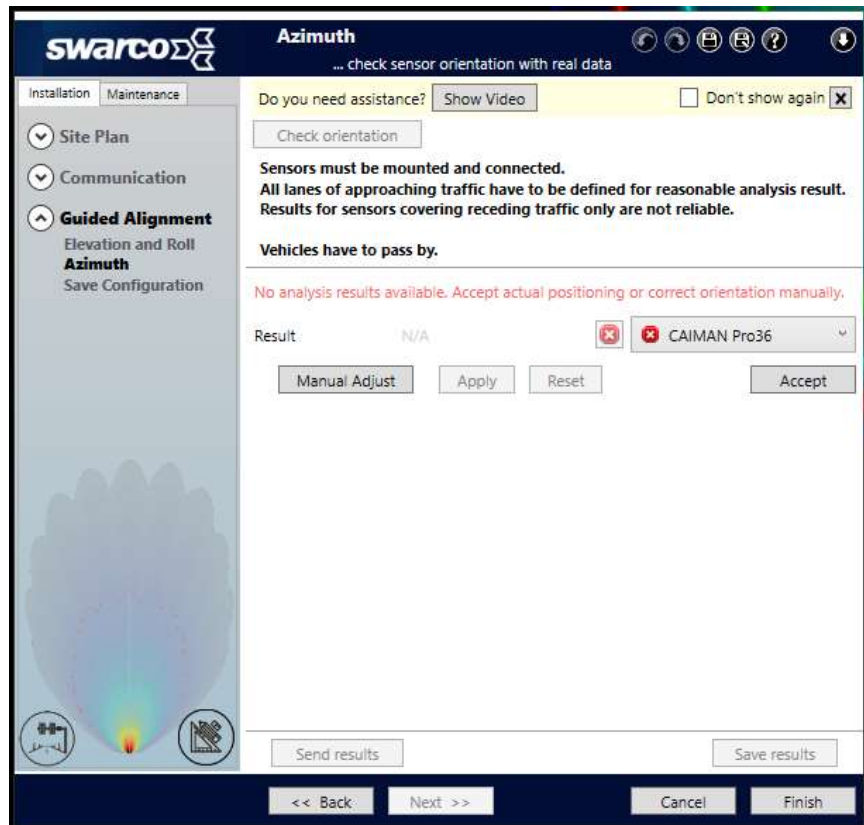 swarco
Azimuth
... check sensor orientation with real data
Installation
Maintenance
Site Plan
Communication
Guided Alignment
Elevation and Roll
Azimuth
Save Configuration
Do you need assistance? Show Video Don't show again
Check orientation
Sensors must be mounted and connected.
All lanes of approaching traffic have to be defined for reasonable analysis result.
Results for sensors covering receding traffic only are not reliable.
Vehicles have to pass by.
No analysis results available. Accept actual positioning or correct orientation manually.
Result N/A CAIMAN Pro36
Manual Adjust Apply Reset Accept
Send results Save results
<< Back Next >> Cancel Finish